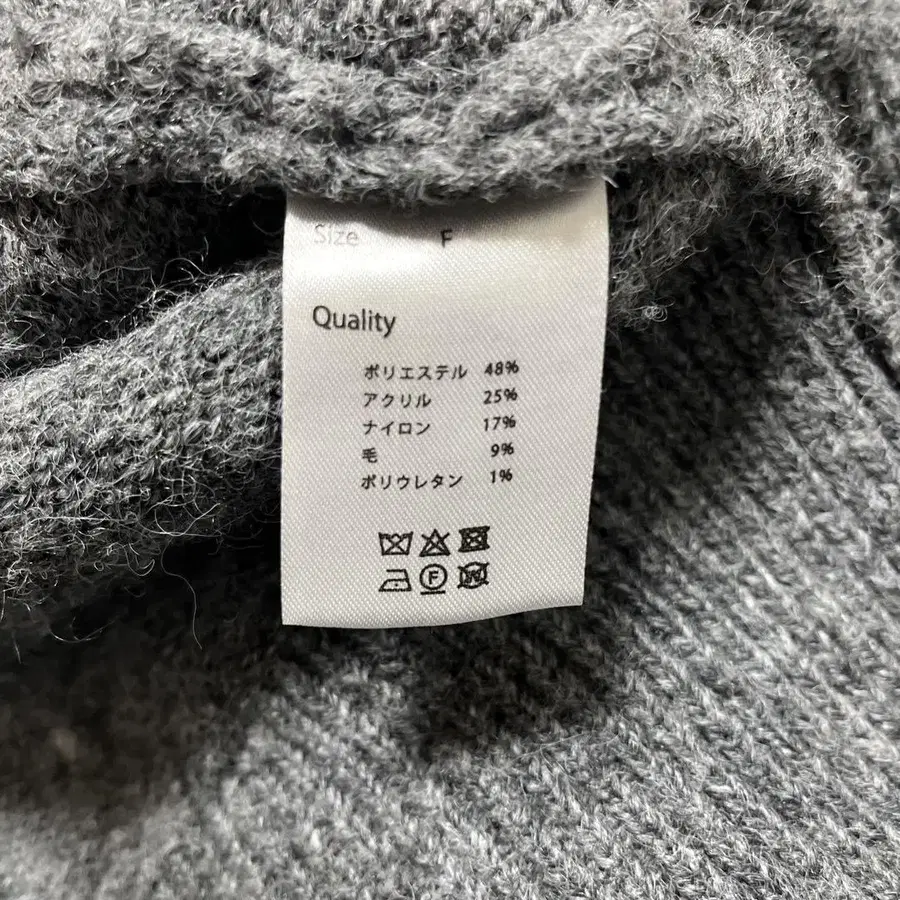 Size F
Quality
ポリエステル 48%
アクリル 25%
ナイロン 17%
毛 9%
ポリウレタン 1%
F W